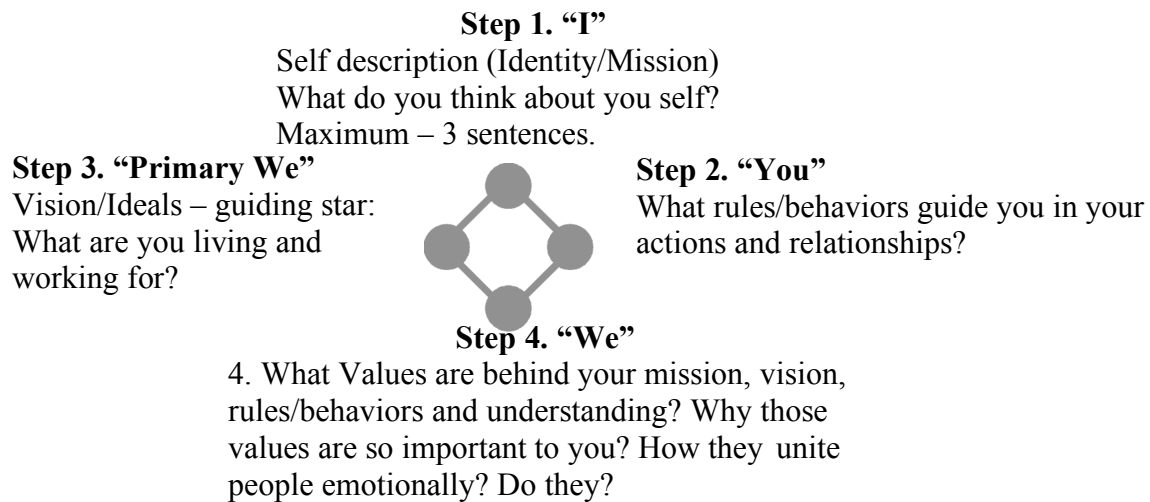 Step 1. “I”
Self description (Identity/Mission)
What do you think about you self?
Maximum – 3 sentences.
Step 3. “Primary We”
Vision/Ideals – guiding star:
What are you living and
working for?
Step 2. “You”
What rules/behaviors guide you in your
actions and relationships?
Step 4. “We”
4. What Values are behind your mission, vision,
rules/behaviors and understanding? Why those
values are so important to you? How they unite
people emotionally? Do they?